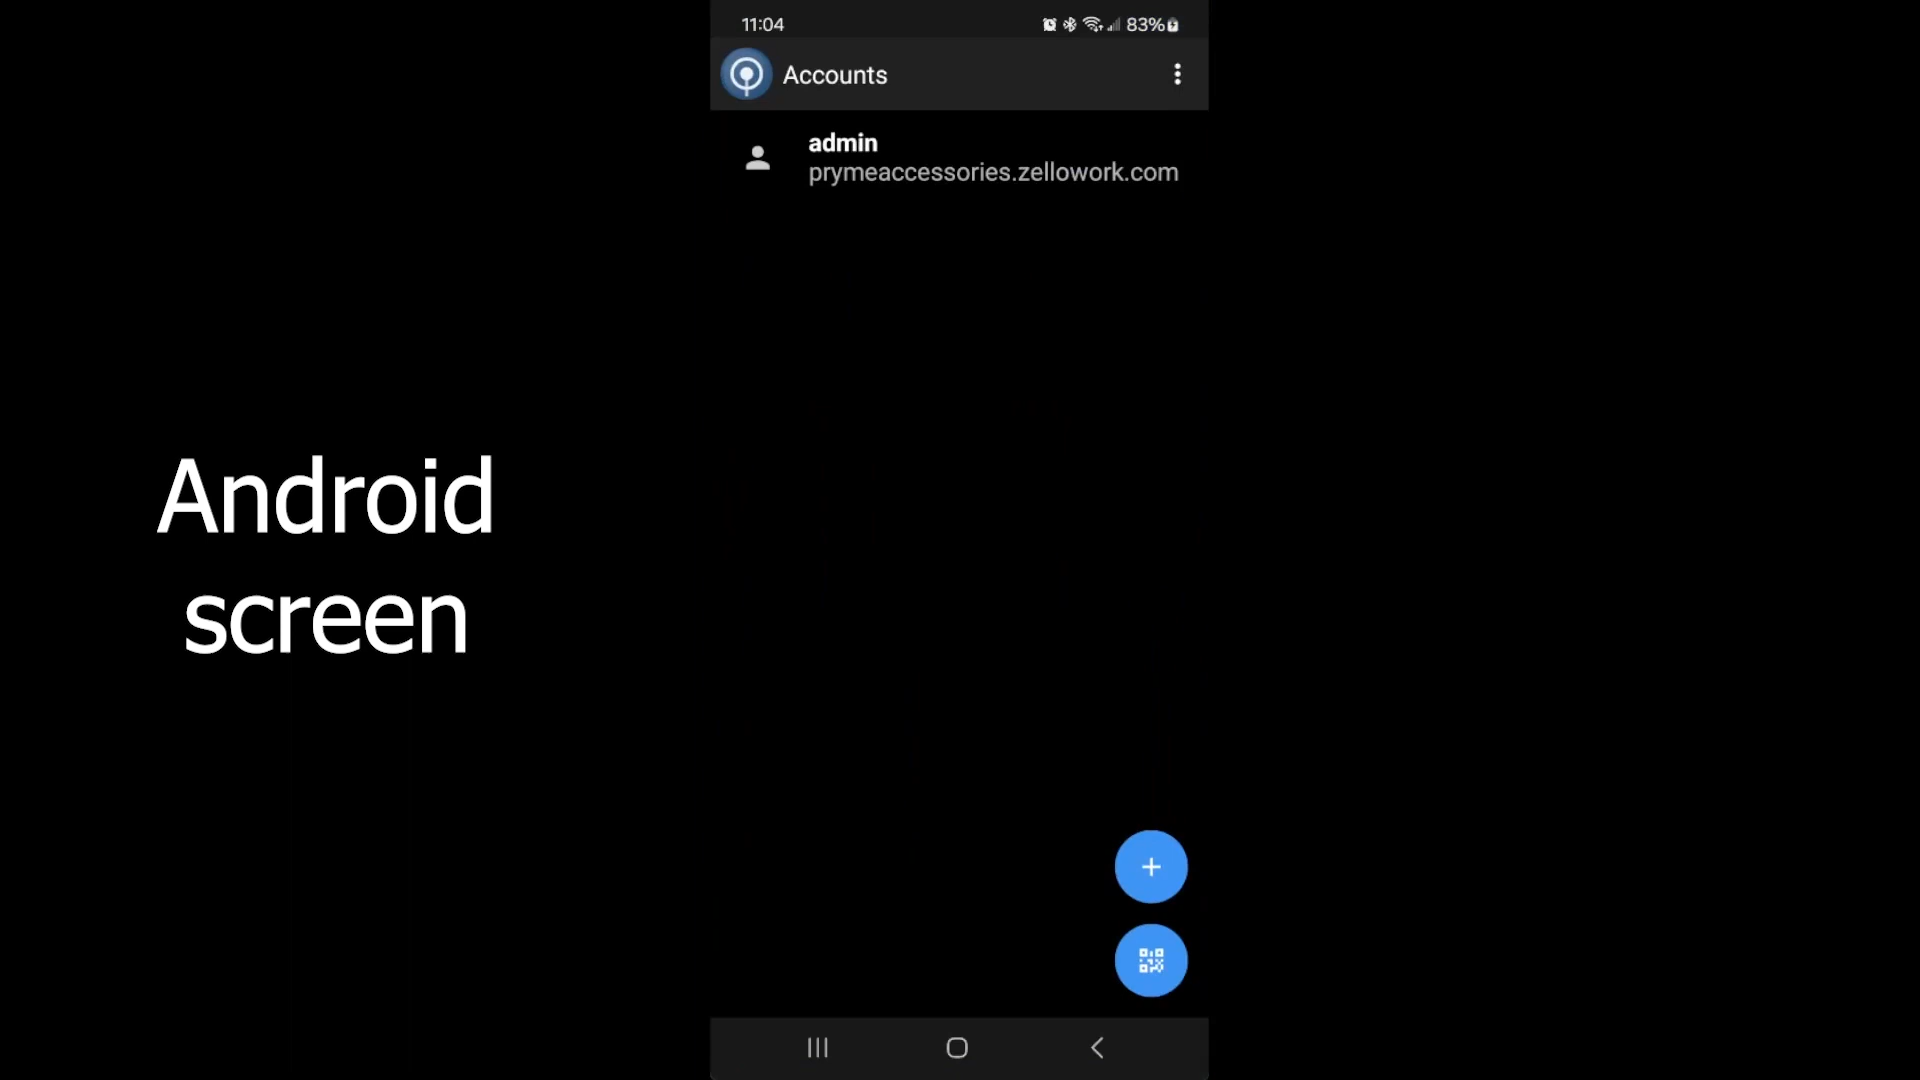 11:04
83%
Accounts
admin
prymeaccessories.zellowork.com
Android
screen